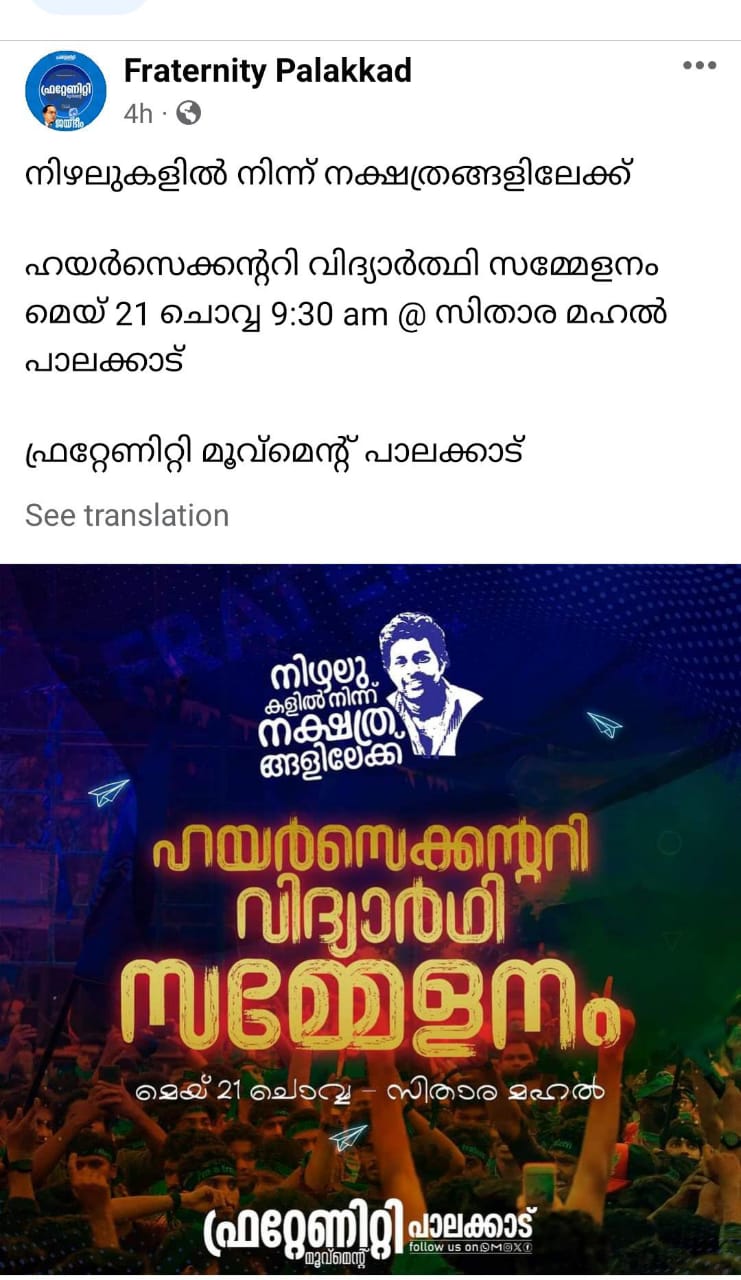 Fraternity Palakkad
ഫ്രറ്റേണിറ്റി
ജയ് ഭീം
4h ·
നിഴലുകളിൽ നിന്ന് നക്ഷത്രങ്ങളിലേക്ക്
ഹയർസെക്കന്ററി വിദ്യാർത്ഥി സമ്മേളനം
മെയ് 21 ചൊവ്വ 9:30 am @ സിതാര മഹൽ
പാലക്കാട്
ഫ്രറ്റേണിറ്റി മൂവ്മെന്റ് പാലക്കാട്
See translation
നിഴലു
കളിൽ നിന്ന്
നക്ഷത്ര
ങ്ങളിലേക്ക്
ഹയർസെക്കന്ററി
വിദ്യാർഥി
സമ്മേളനം
മെയ് 21 ചൊവ്വ – സിതാര മഹൽ
ഫ്രറ്റേണിറ്റി പാലക്കാട്
മൂവ്മെന്റ് follow us on